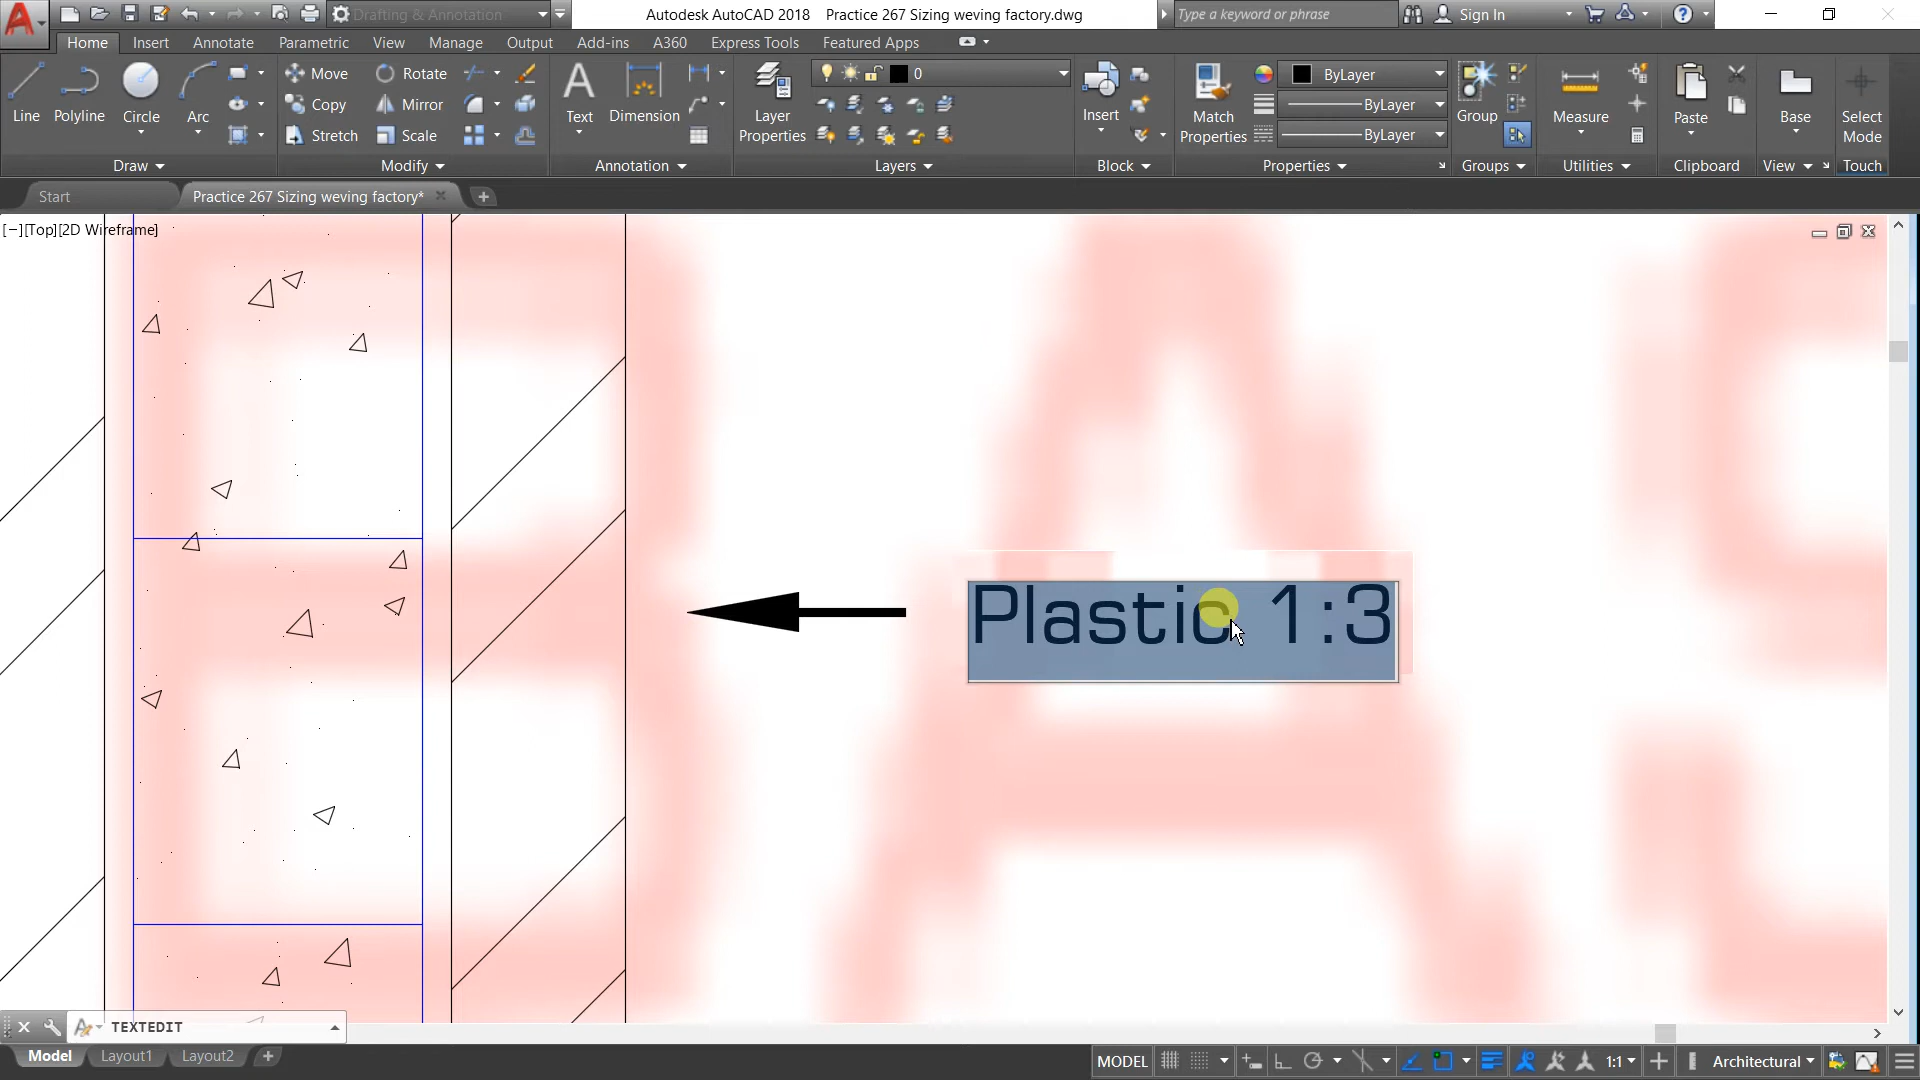 Drafting & Annotation
Autodesk AutoCAD 2018 Practice 267 Sizing weving factory.dwg
Type a keyword or phrase
Sign In
Home Insert Annotate Parametric View Manage Output Add-ins A360 Express Tools Featured Apps
Line Polyline Circle Arc
Move Rotate
Copy Mirror
Stretch Scale
Text Dimension
Layer Properties
0
Insert
Match Properties
ByLayer
ByLayer
ByLayer
Group
Measure
Paste
Base
Select Mode
Draw Modify Annotation Layers Block Properties Groups Utilities Clipboard View Touch
Start Practice 267 Sizing weving factory*
[−][Top][2D Wireframe]
Plastic 1:3
TEXTEDIT
Model Layout1 Layout2
MODEL 1:1 Architectural